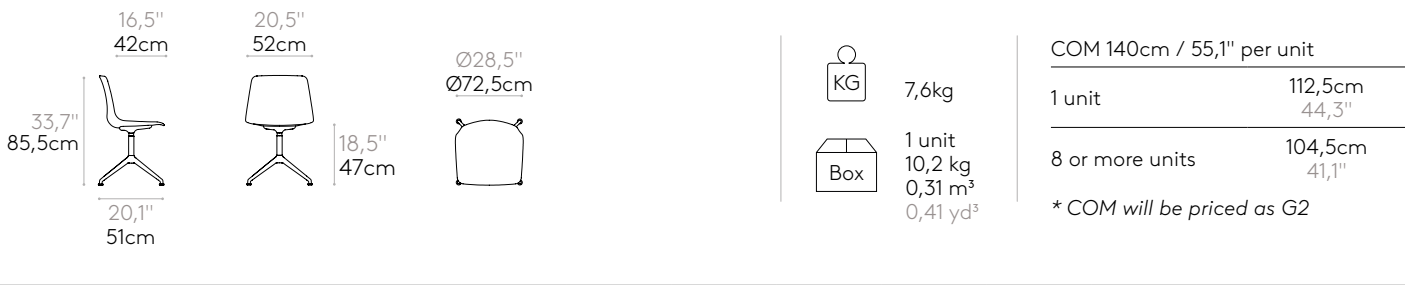 16,5"
42cm
20,5"
52cm
Ø28,5"
Ø72,5cm
33,7"
85,5cm
18,5"
47cm
20,1"
51cm
KG
7,6kg
Box
1 unit
10,2 kg
0,31 m³
0,41 yd³
COM 140cm / 55,1" per unit
1 unit
112,5cm
44,3"
8 or more units
104,5cm
41,1"
* COM will be priced as G2